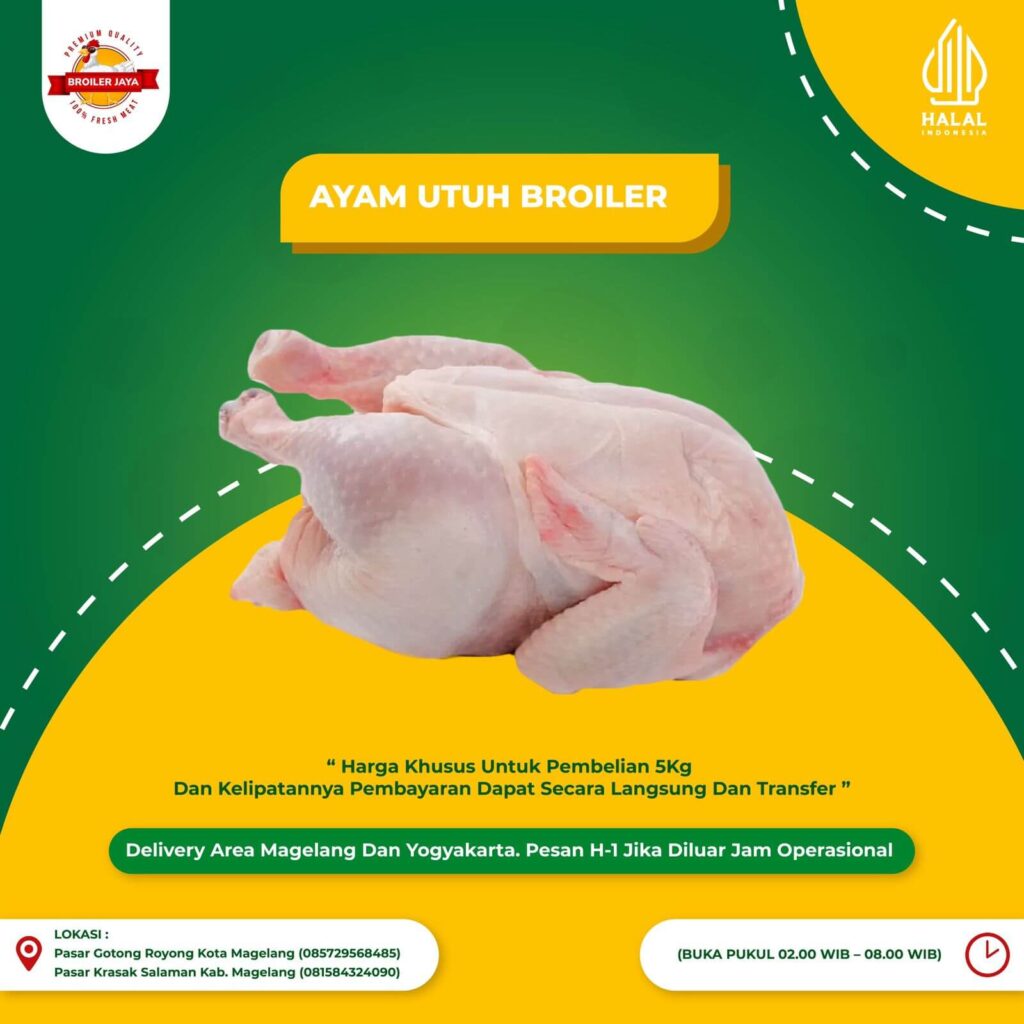 PREMIUM QUALITY
BROILER JAYA
100% FRESH MEAT
HALAL
INDONESIA
AYAM UTUH BROILER
“ Harga Khusus Untuk Pembelian 5Kg
Dan Kelipatannya Pembayaran Dapat Secara Langsung Dan Transfer ”
Delivery Area Magelang Dan Yogyakarta. Pesan H-1 Jika Diluar Jam Operasional
LOKASI :
Pasar Gotong Royong Kota Magelang (085729568485)
Pasar Krasak Salaman Kab. Magelang (081584324090)
(BUKA PUKUL 02.00 WIB – 08.00 WIB)